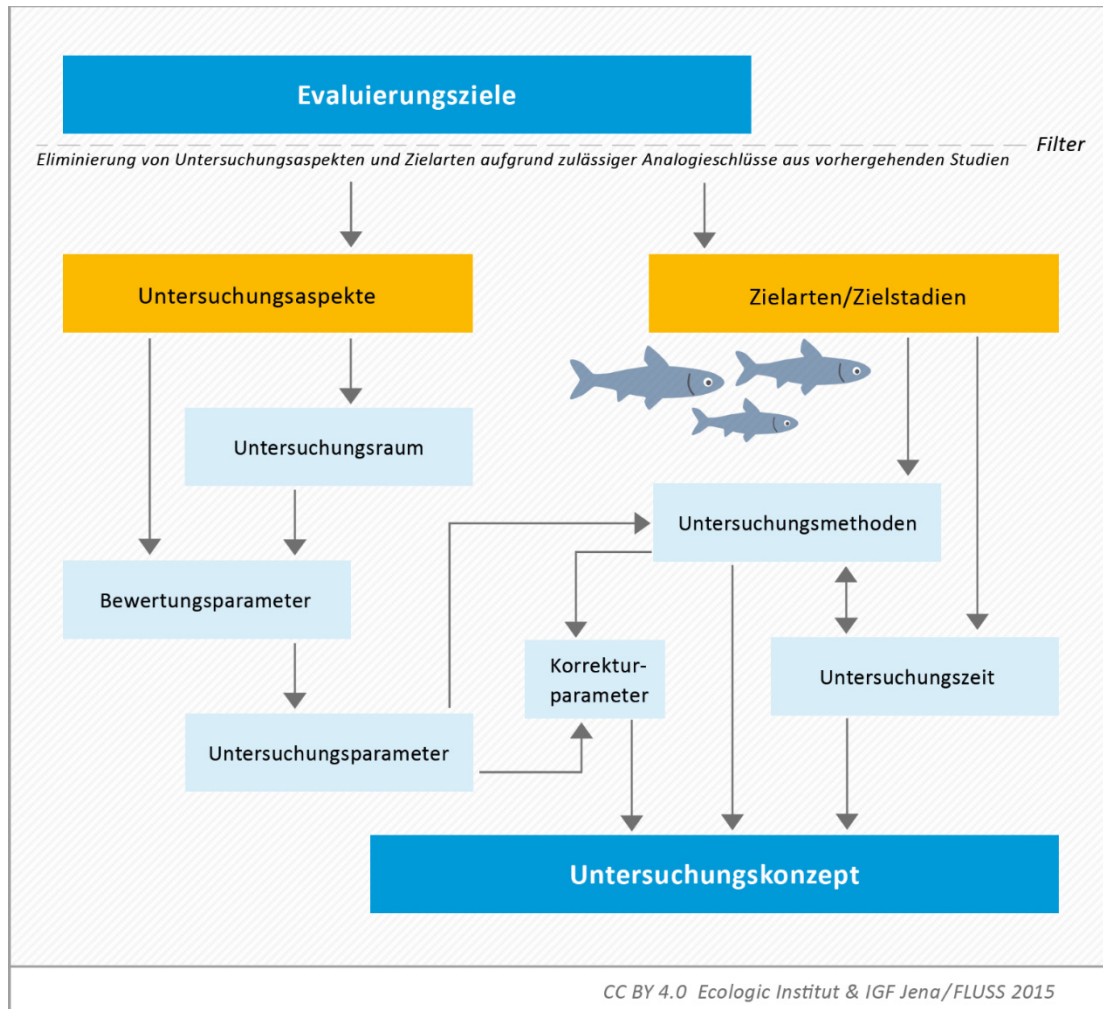 Evaluierungsziele
Filter
Eliminierung von Untersuchungsaspekten und Zielarten aufgrund zulässiger Analogieschlüsse aus vorhergehenden Studien
Untersuchungsaspekte
Zielarten/Zielstadien
Untersuchungsraum
Untersuchungsmethoden
Bewertungsparameter
Korrektur-
parameter
Untersuchungszeit
Untersuchungsparameter
Untersuchungskonzept
CC BY 4.0 Ecologic Institut & IGF Jena/FLUSS 2015